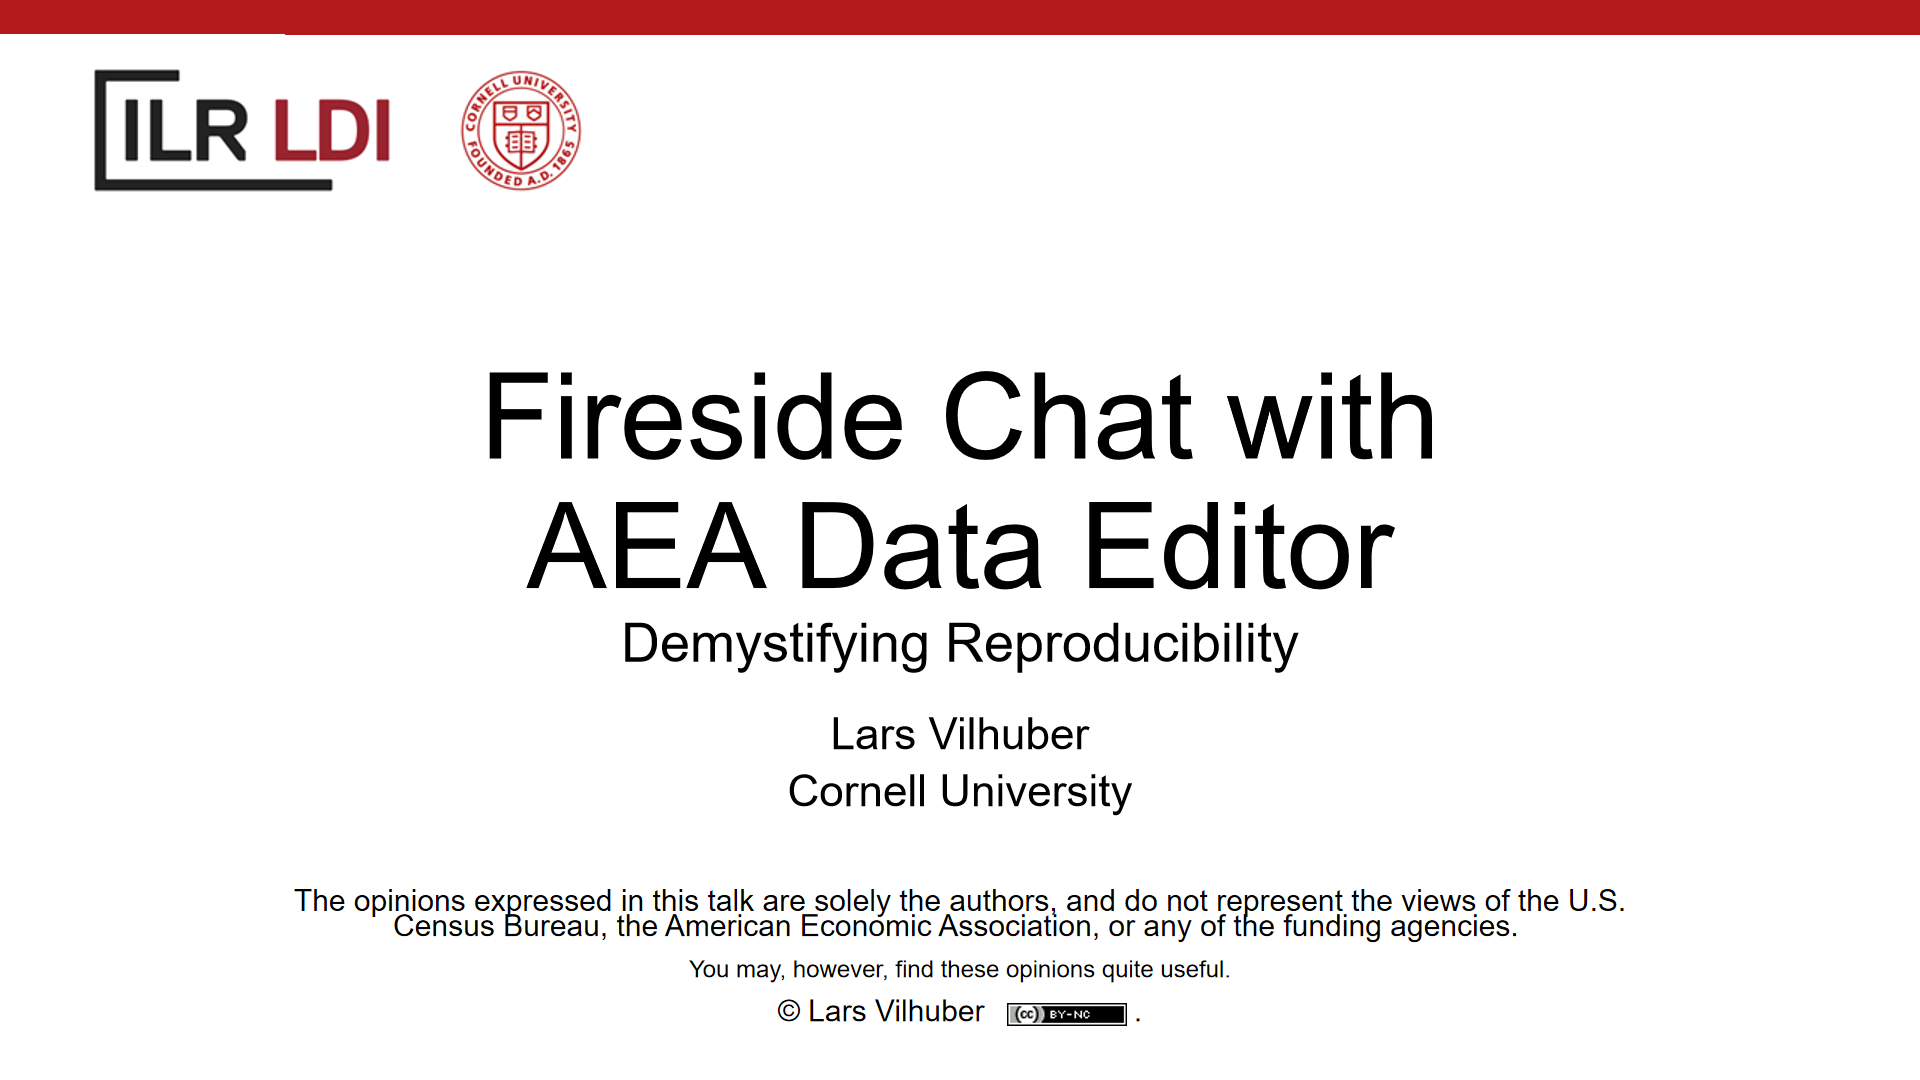 ILR LDI
CORNELL UNIVERSITY
FOUNDED A.D. 1865
Fireside Chat with
AEA Data Editor
Demystifying Reproducibility
Lars Vilhuber
Cornell University
The opinions expressed in this talk are solely the authors, and do not represent the views of the U.S.
Census Bureau, the American Economic Association, or any of the funding agencies.
You may, however, find these opinions quite useful.
© Lars Vilhuber (cc) BY-NC .